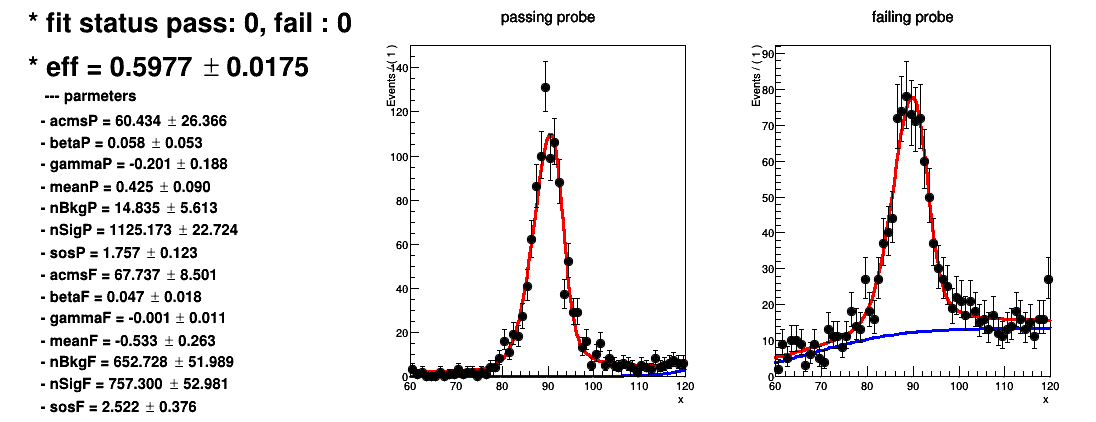 * fit status pass: 0, fail : 0
* eff = 0.5977 ± 0.0175
--- parmeters
- acmsP = 60.434 ± 26.366
- betaP = 0.058 ± 0.053
- gammaP = -0.201 ± 0.188
- meanP = 0.425 ± 0.090
- nBkgP = 14.835 ± 5.613
- nSigP = 1125.173 ± 22.724
- sosP = 1.757 ± 0.123
- acmsF = 67.737 ± 8.501
- betaF = 0.047 ± 0.018
- gammaF = -0.001 ± 0.011
- meanF = -0.533 ± 0.263
- nBkgF = 652.728 ± 51.989
- nSigF = 757.300 ± 52.981
- sosF = 2.522 ± 0.376
passing probe
Events / ( 1 )
140
120
100
80
60
40
20
0
60 70 80 90 100 110 120
x
failing probe
Events / ( 1 )
90
80
70
60
50
40
30
20
10
0
60 70 80 90 100 110 120
x